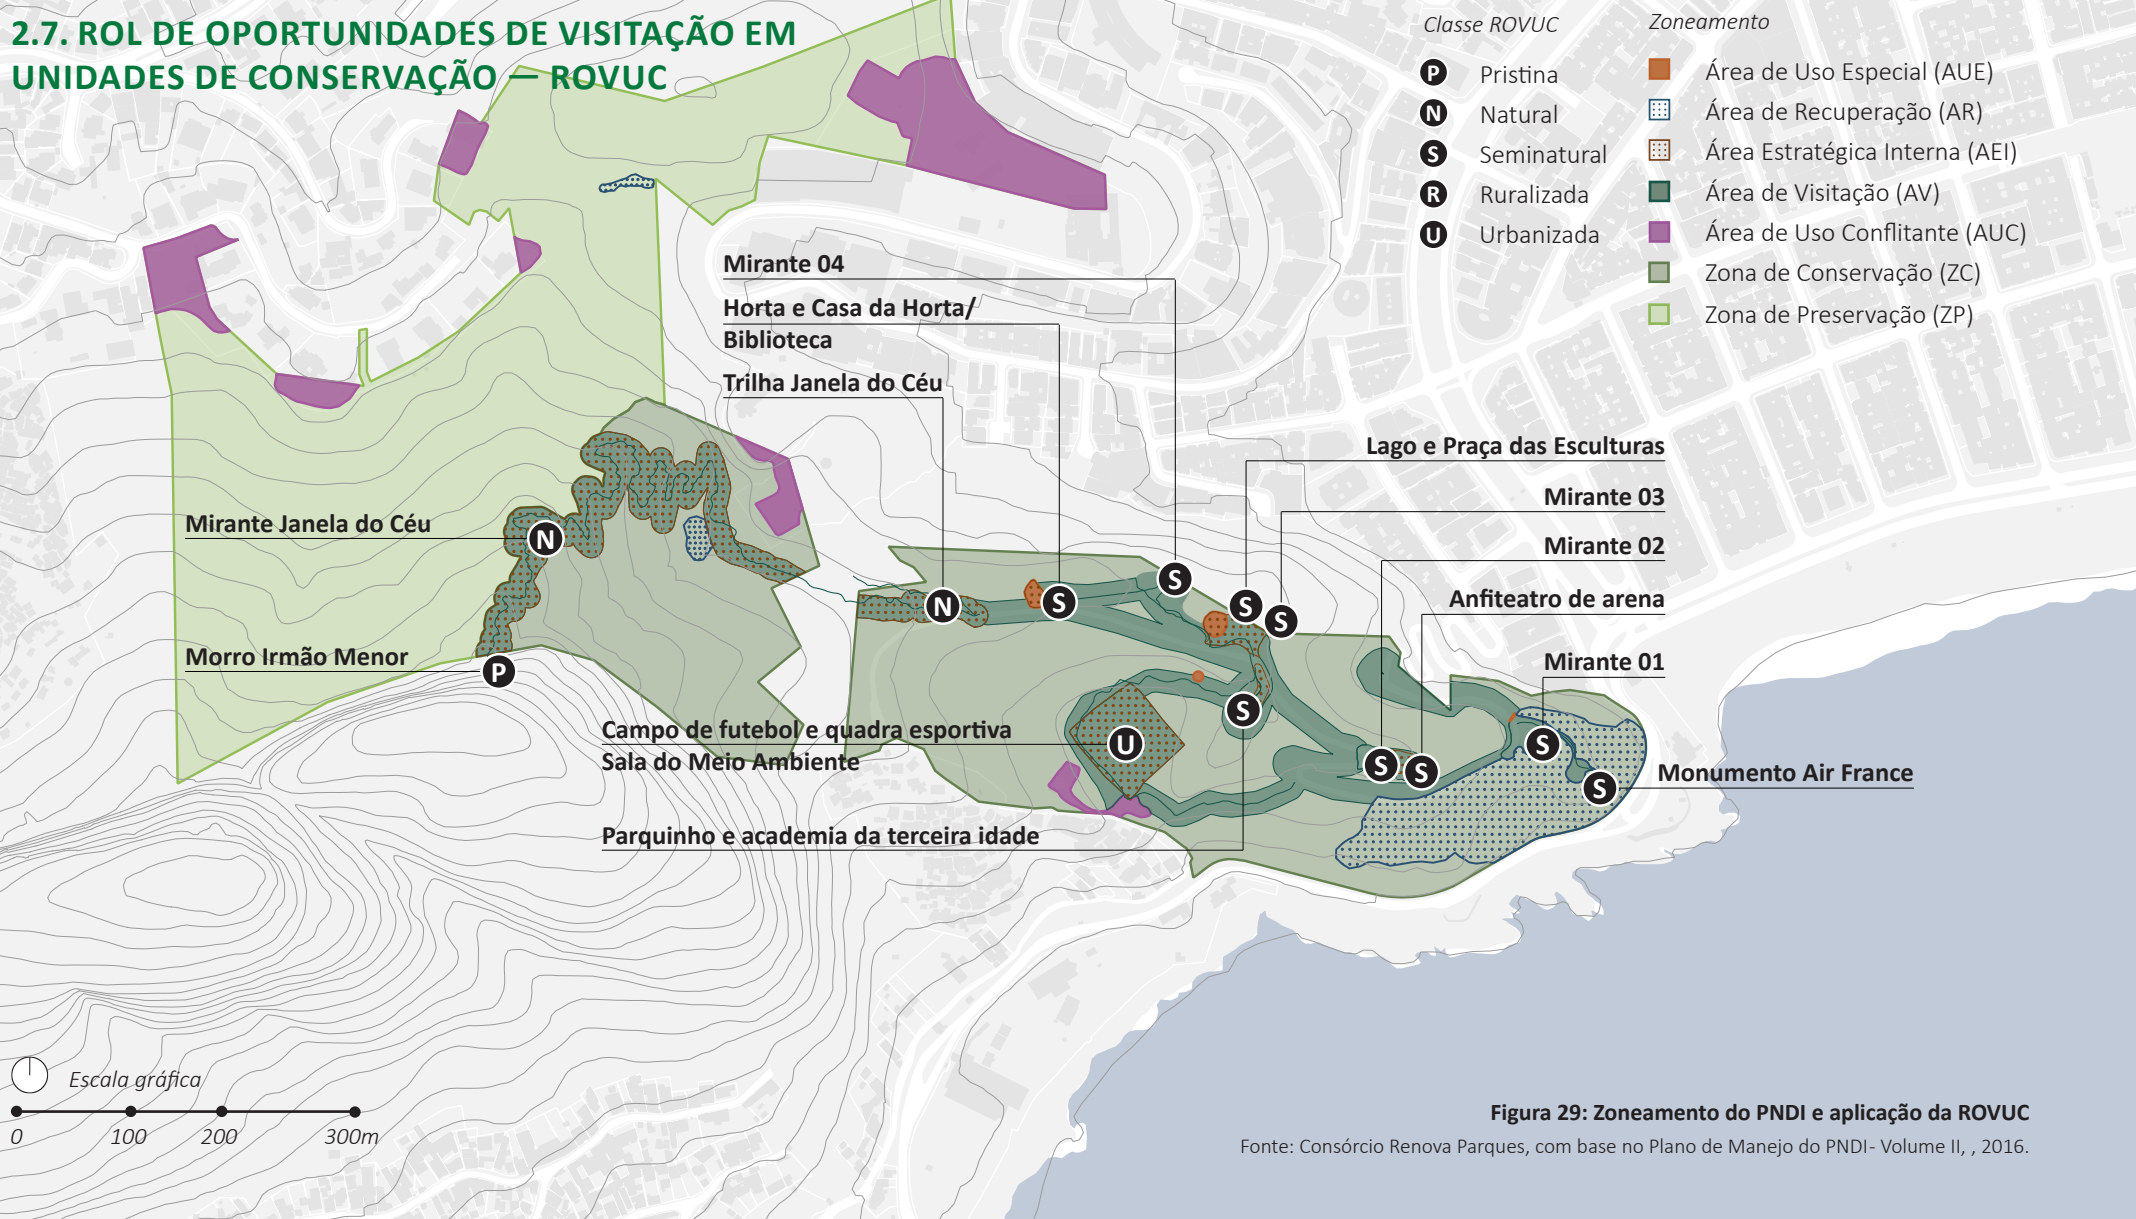 2.7. ROL DE OPORTUNIDADES DE VISITAÇÃO EM
UNIDADES DE CONSERVAÇÃO — ROVUC
Classe ROVUC
P Pristina
N Natural
S Seminatural
R Ruralizada
U Urbanizada
Zoneamento
Área de Uso Especial (AUE)
Área de Recuperação (AR)
Área Estratégica Interna (AEI)
Área de Visitação (AV)
Área de Uso Conflitante (AUC)
Zona de Conservação (ZC)
Zona de Preservação (ZP)
Mirante 04
Horta e Casa da Horta/
Biblioteca
Trilha Janela do Céu
Lago e Praça das Esculturas
Mirante 03
Mirante 02
Anfiteatro de arena
Mirante 01
Monumento Air France
Mirante Janela do Céu
Morro Irmão Menor
Campo de futebol e quadra esportiva
Sala do Meio Ambiente
Parquinho e academia da terceira idade
N
P
N
S
S
S
S
S
U
S
S
S
S
Escala gráfica
0 100 200 300m
Figura 29: Zoneamento do PNDI e aplicação da ROVUC
Fonte: Consórcio Renova Parques, com base no Plano de Manejo do PNDI- Volume II, , 2016.